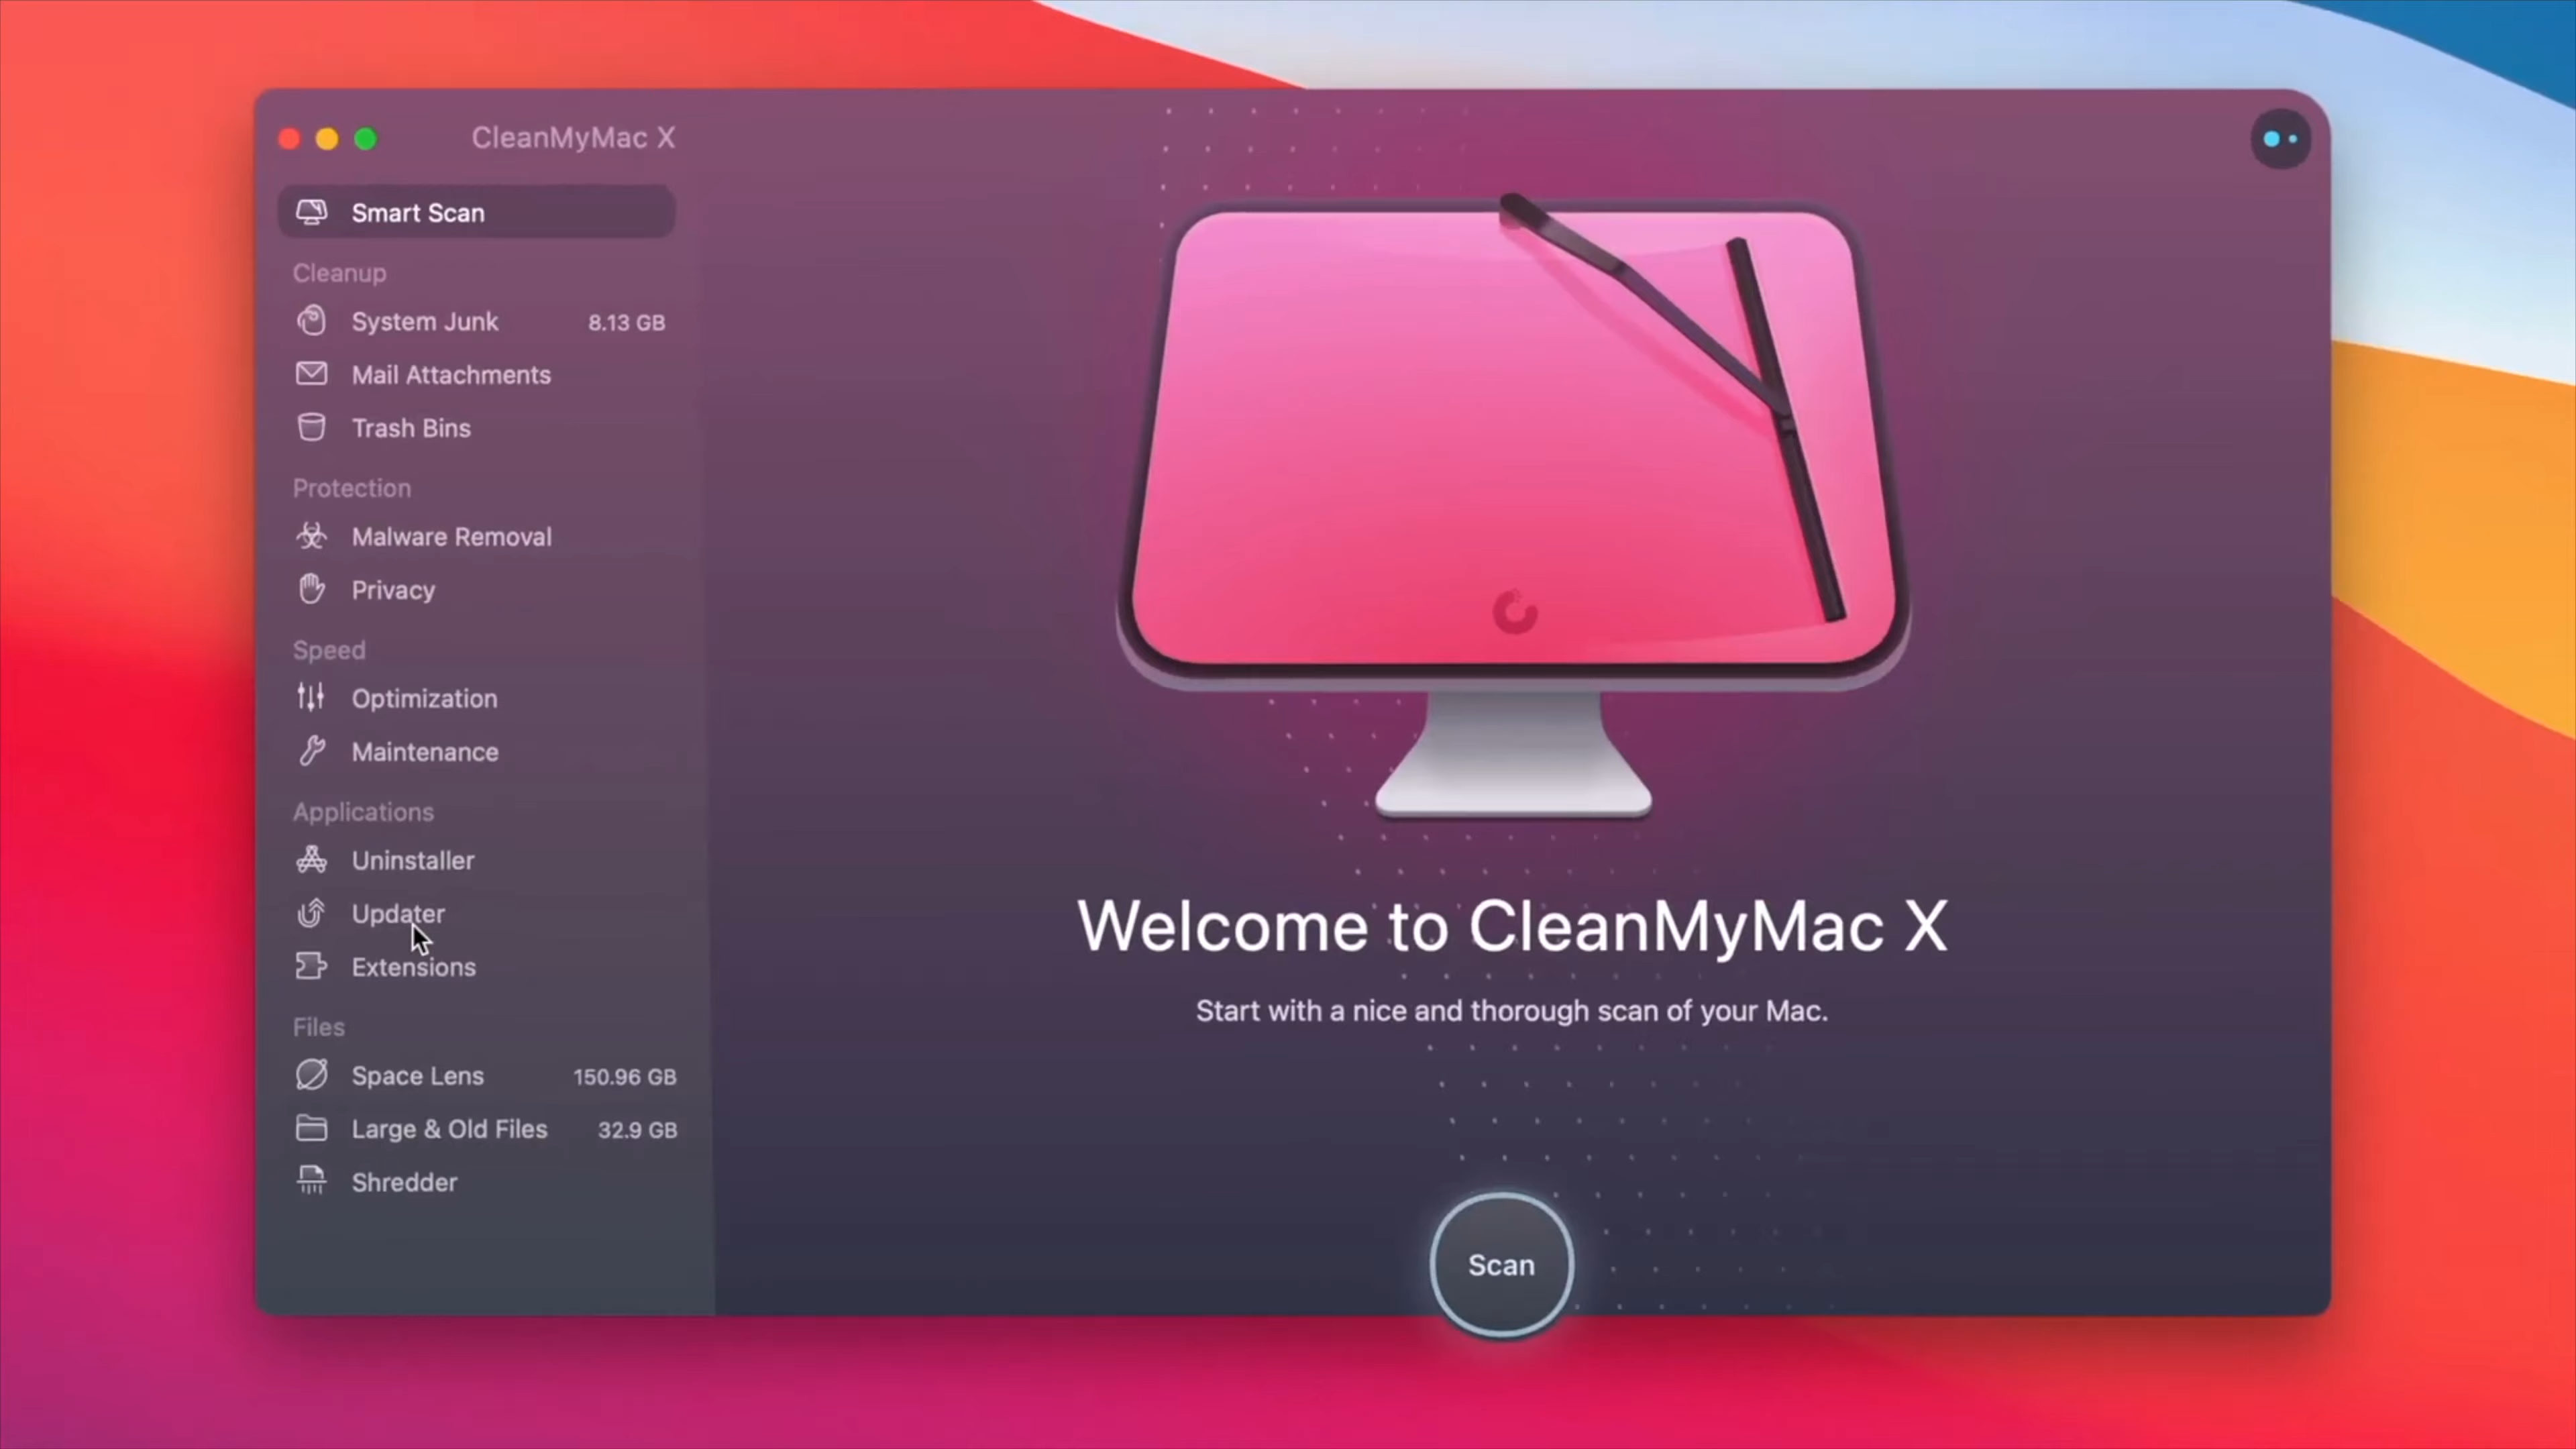 CleanMyMac X
Smart Scan
Cleanup
System Junk 8.13 GB
Mail Attachments
Trash Bins
Protection
Malware Removal
Privacy
Speed
Optimization
Maintenance
Applications
Uninstaller
Updater
Extensions
Files
Space Lens 150.96 GB
Large & Old Files 32.9 GB
Shredder
Welcome to CleanMyMac X
Start with a nice and thorough scan of your Mac.
Scan